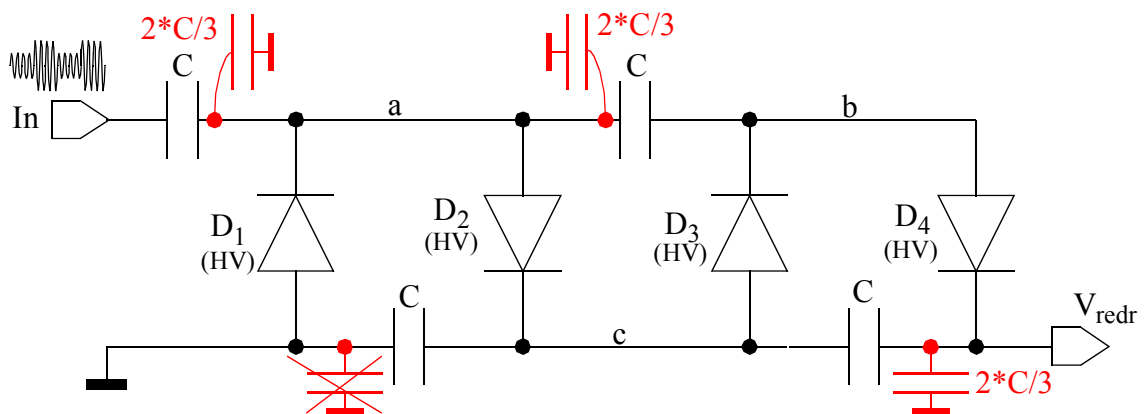 2*C/3
2*C/3
C
C
In
a
b
D1
(HV)
D2
(HV)
D3
(HV)
D4
(HV)
C
C
Vredr
c
2*C/3